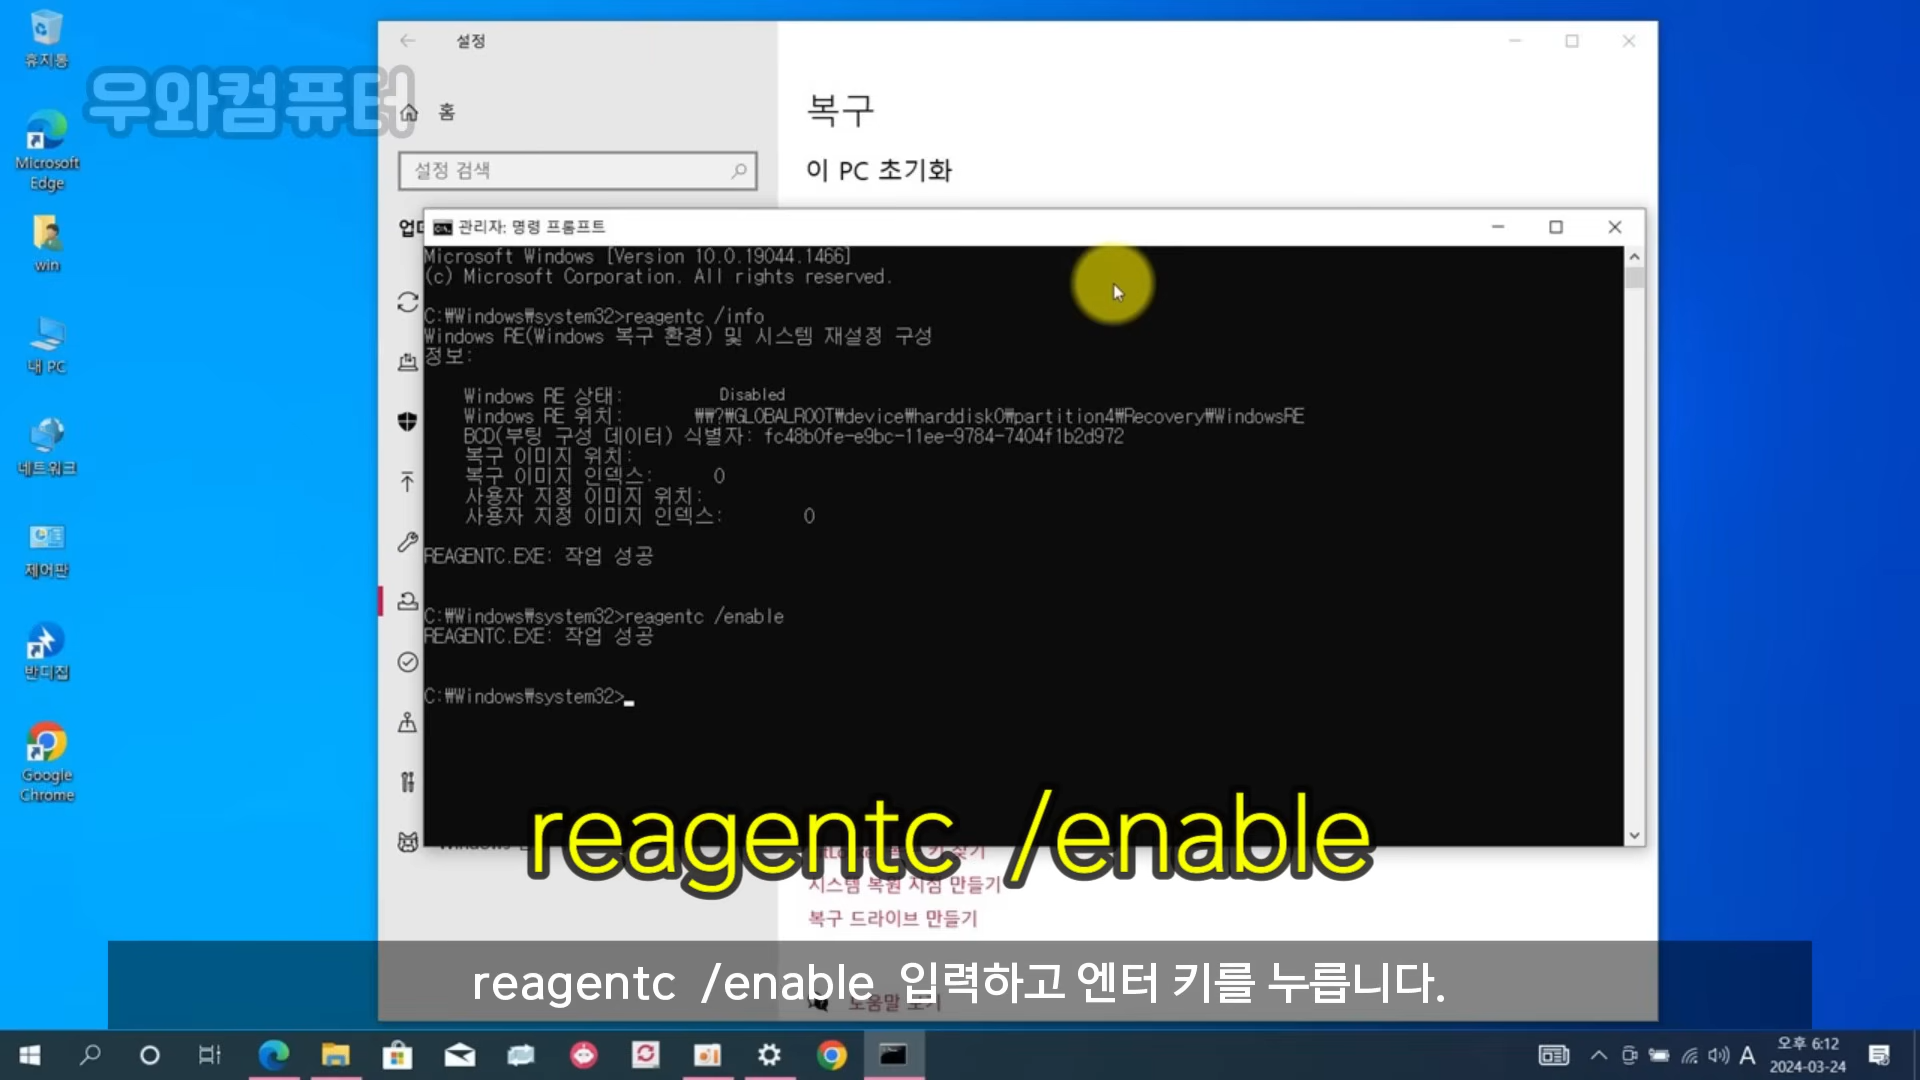 휴지통
Microsoft
Edge
win
내 PC
네트워크
제어판
반디집
Google
Chrome
우와컴퓨터
설정
홈
설정 검색
복구
이 PC 초기화
관리자: 명령 프롬프트
Microsoft Windows [Version 10.0.19044.1466]
(c) Microsoft Corporation. All rights reserved.
C:₩Windows₩system32>reagentc /info
Windows RE(Windows 복구 환경) 및 시스템 재설정 구성
정보:
Windows RE 상태: Disabled
Windows RE 위치: ₩₩?₩GLOBALROOT₩device₩harddisk0₩partition4₩Recovery₩WindowsRE
BCD(부팅 구성 데이터) 식별자: fc48b0fe-e9bc-11ee-9784-7404f1b2d972
복구 이미지 위치:
복구 이미지 인덱스: 0
사용자 지정 이미지 위치:
사용자 지정 이미지 인덱스: 0
REAGENTC.EXE: 작업 성공
C:₩Windows₩system32>reagentc /enable
REAGENTC.EXE: 작업 성공
C:₩Windows₩system32>
reagentc /enable
시스템 복원 지점 만들기
복구 드라이브 만들기
도움말 보기
reagentc /enable 입력하고 엔터 키를 누릅니다.
A
오후 6:12
2024-03-24